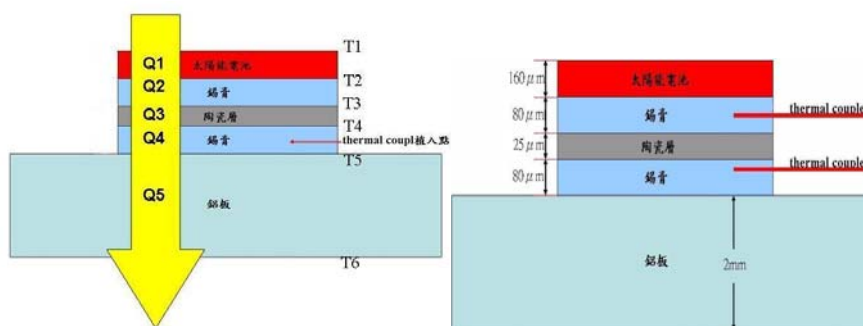 T1
Q1 太陽能電池
T2
Q2 錫膏
T3
Q3 陶瓷層
T4
Q4 錫膏 thermal coupl植入點
T5
Q5 鋁板
T6
160μm 太陽能電池
80μm 錫膏 thermal couple
25μm 陶瓷層
80μm 錫膏 thermal couple
鋁板 2mm